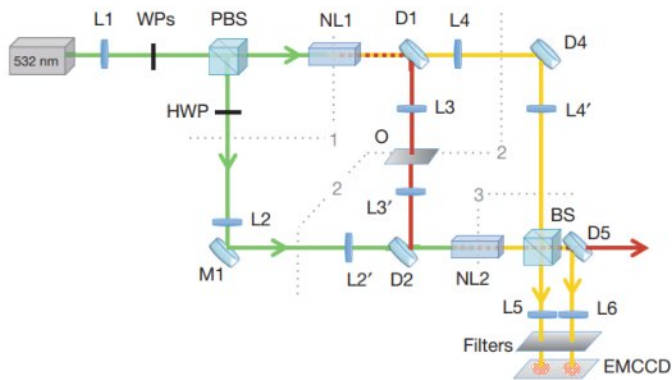 L1
WPs
PBS
NL1
D1
L4
D4
532 nm
HWP
1
L3
L4′
O
2
2
L3′
3
L2
BS
D5
M1
L2′
D2
NL2
L5
L6
Filters
EMCCD